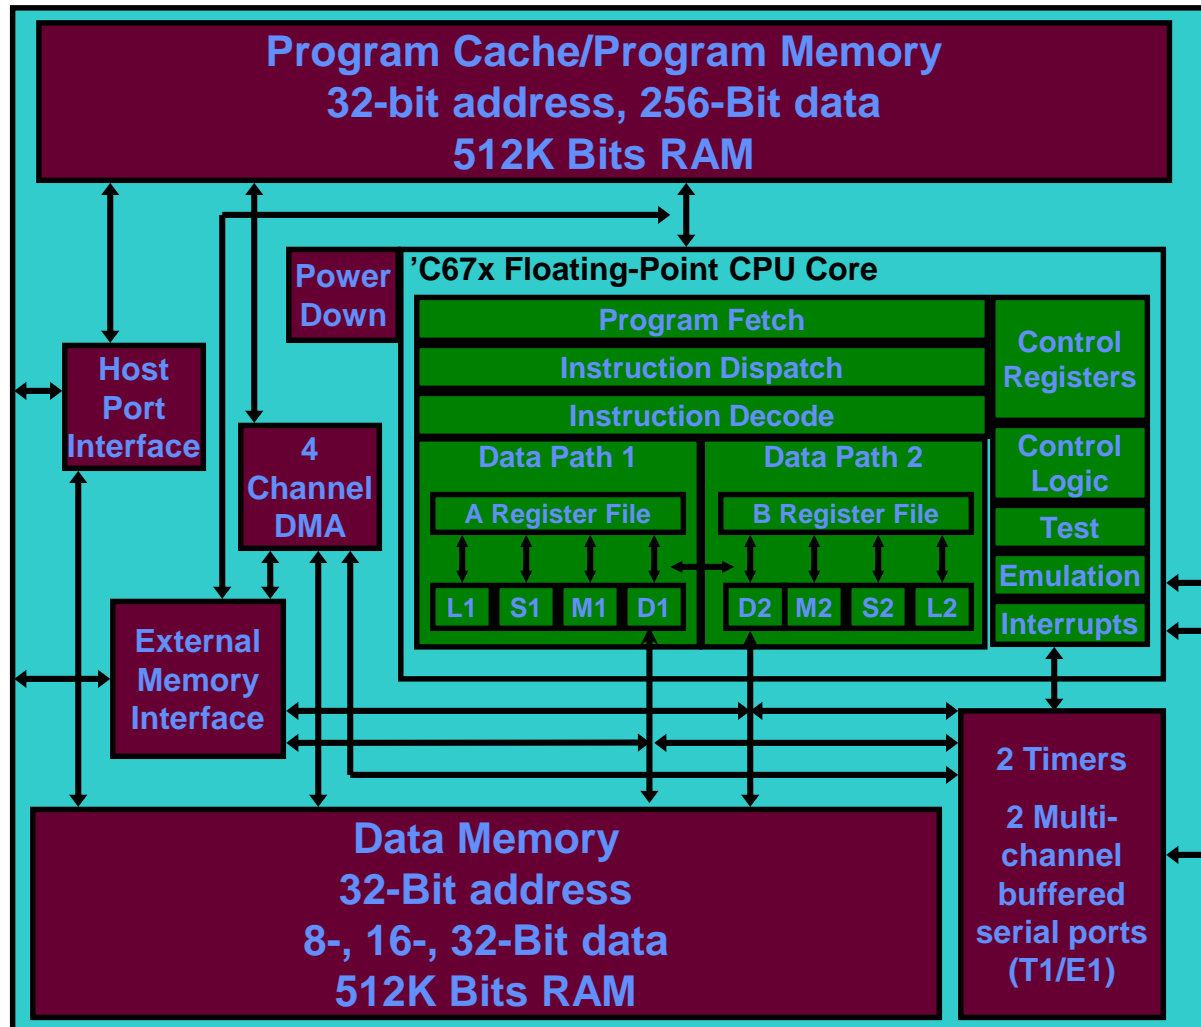 Program Cache/Program Memory
32-bit address, 256-Bit data
512K Bits RAM
Power
Down
’C67x Floating-Point CPU Core
Program Fetch
Instruction Dispatch
Instruction Decode
Control
Registers
Host
Port
Interface
4
Channel
DMA
Data Path 1
Data Path 2
Control
Logic
A Register File
B Register File
Test
Emulation
Interrupts
L1
S1
M1
D1
D2
M2
S2
L2
External
Memory
Interface
2 Timers
2 Multi-
channel
buffered
serial ports
(T1/E1)
Data Memory
32-Bit address
8-, 16-, 32-Bit data
512K Bits RAM